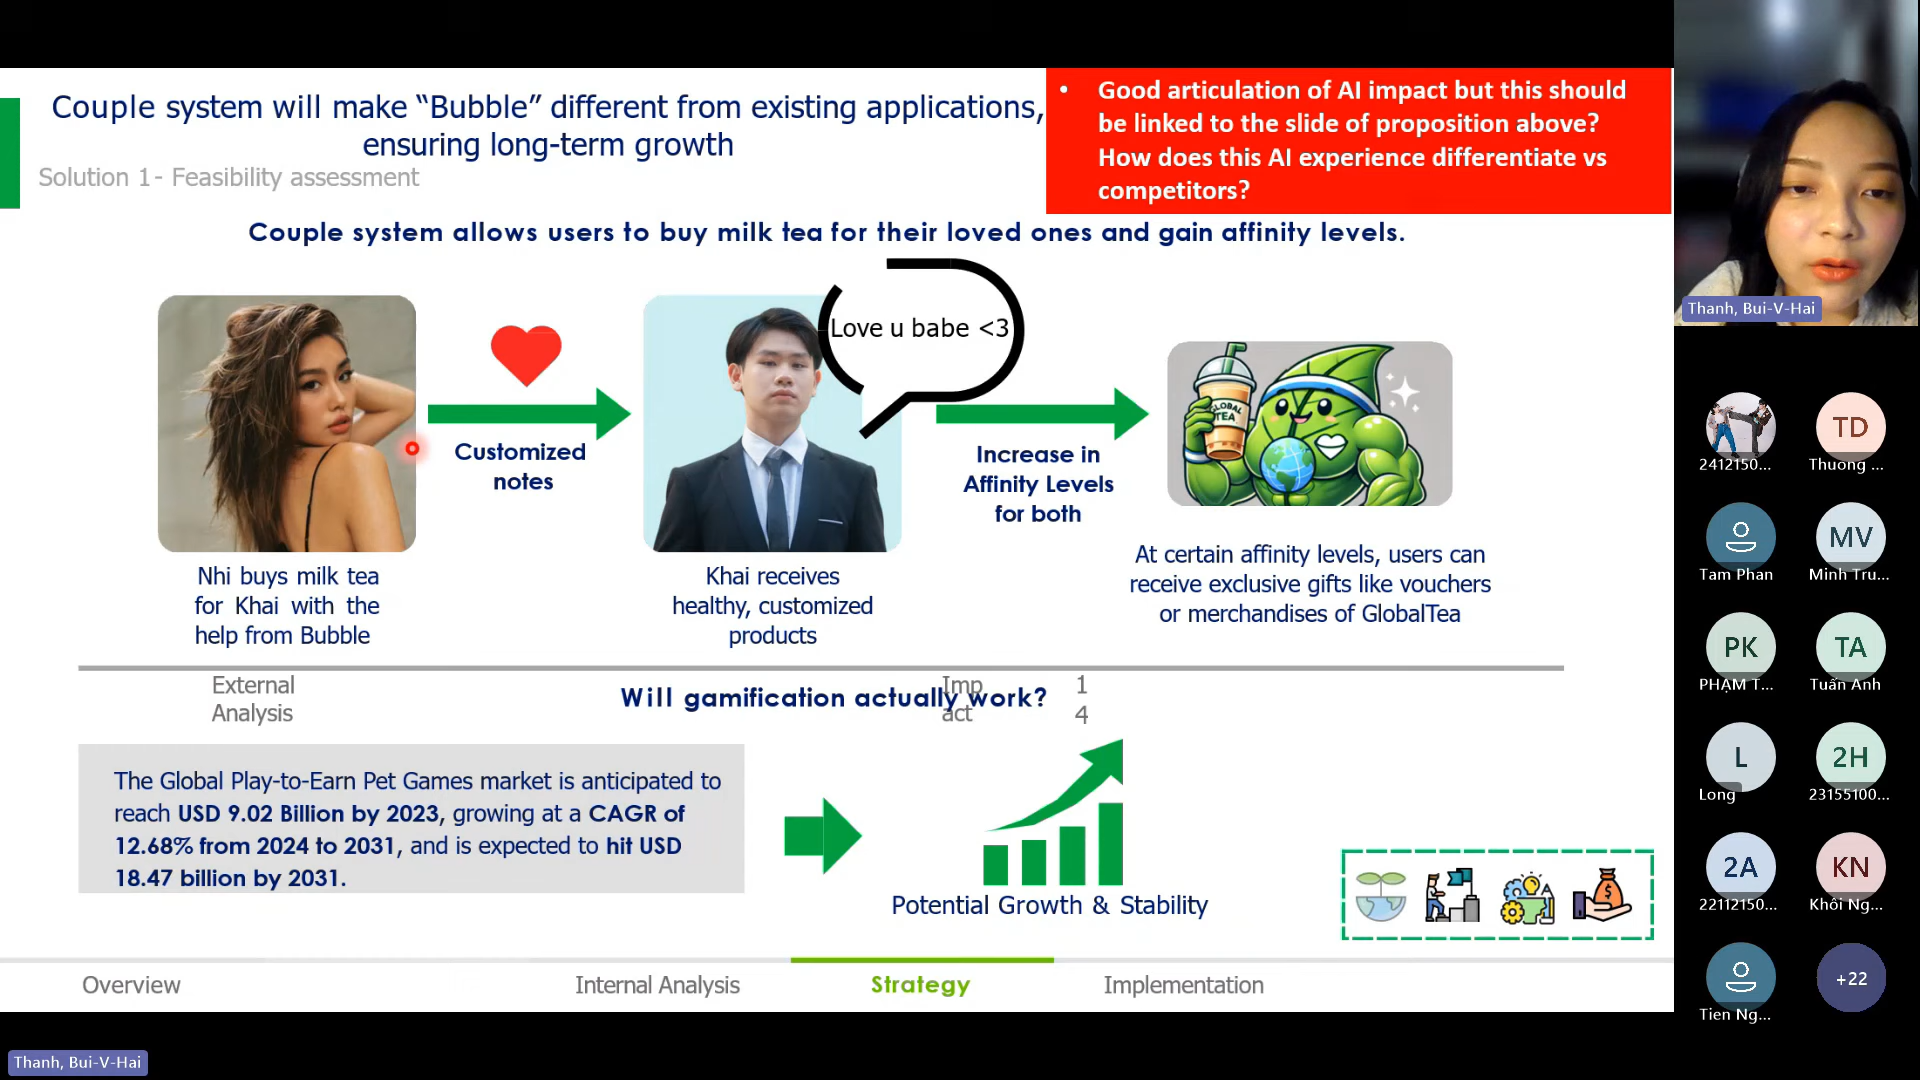 Couple system will make “Bubble” different from existing applications,
ensuring long-term growth
Solution 1- Feasibility assessment
• Good articulation of AI impact but this should
be linked to the slide of proposition above?
How does this AI experience differentiate vs
competitors?
Couple system allows users to buy milk tea for their loved ones and gain affinity levels.
Love u babe <3
GLOBAL
TEA
Customized
notes
Increase in
Affinity Levels
for both
Nhi buys milk tea
for Khai with the
help from Bubble
Khai receives
healthy, customized
products
At certain affinity levels, users can
receive exclusive gifts like vouchers
or merchandises of GlobalTea
External
Analysis
Will gamification actually work?
Imp
act
1
4
The Global Play-to-Earn Pet Games market is anticipated to
reach USD 9.02 Billion by 2023, growing at a CAGR of
12.68% from 2024 to 2031, and is expected to hit USD
18.47 billion by 2031.
Potential Growth & Stability
Overview
Internal Analysis
Strategy
Implementation
Thanh, Bui-V-Hai
Thanh, Bui-V-Hai
2412150...
TD
Thuong ...
Tam Phan
MV
Minh Tru...
PK
PHẠM T...
TA
Tuấn Anh
L
Long
2H
23155100...
2A
22112150...
KN
Khôi Ng...
Tien Ng...
+22